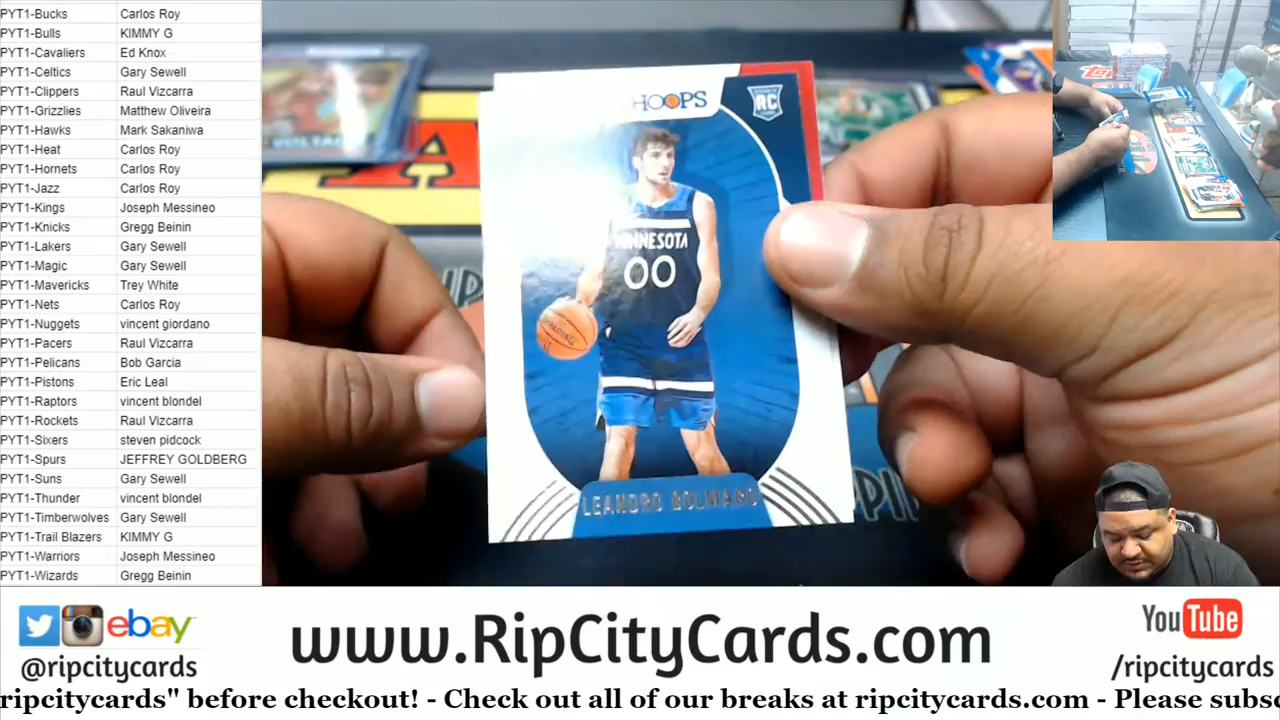 PYT1-Bucks Carlos Roy
PYT1-Bulls KIMMY G
PYT1-Cavaliers Ed Knox
PYT1-Celtics Gary Sewell
PYT1-Clippers Raul Vizcarra
PYT1-Grizzlies Matthew Oliveira
PYT1-Hawks Mark Sakaniwa
PYT1-Heat Carlos Roy
PYT1-Hornets Carlos Roy
PYT1-Jazz Carlos Roy
PYT1-Kings Joseph Messineo
PYT1-Knicks Gregg Beinin
PYT1-Lakers Gary Sewell
PYT1-Magic Gary Sewell
PYT1-Mavericks Trey White
PYT1-Nets Carlos Roy
PYT1-Nuggets vincent giordano
PYT1-Pacers Raul Vizcarra
PYT1-Pelicans Bob Garcia
PYT1-Pistons Eric Leal
PYT1-Raptors vincent blondel
PYT1-Rockets Raul Vizcarra
PYT1-Sixers steven pidcock
PYT1-Spurs JEFFREY GOLDBERG
PYT1-Suns Gary Sewell
PYT1-Thunder vincent blondel
PYT1-Timberwolves Gary Sewell
PYT1-Trail Blazers KIMMY G
PYT1-Warriors Joseph Messineo
PYT1-Wizards Gregg Beinin
HOOPS
RC
MINNESOTA
00
SPALDING
LEANDRO BOLMARO
ebay
@ripcitycards
www.RipCityCards.com
YouTube
/ripcitycards
ripcitycards" before checkout! - Check out all of our breaks at ripcitycards.com - Please subsc